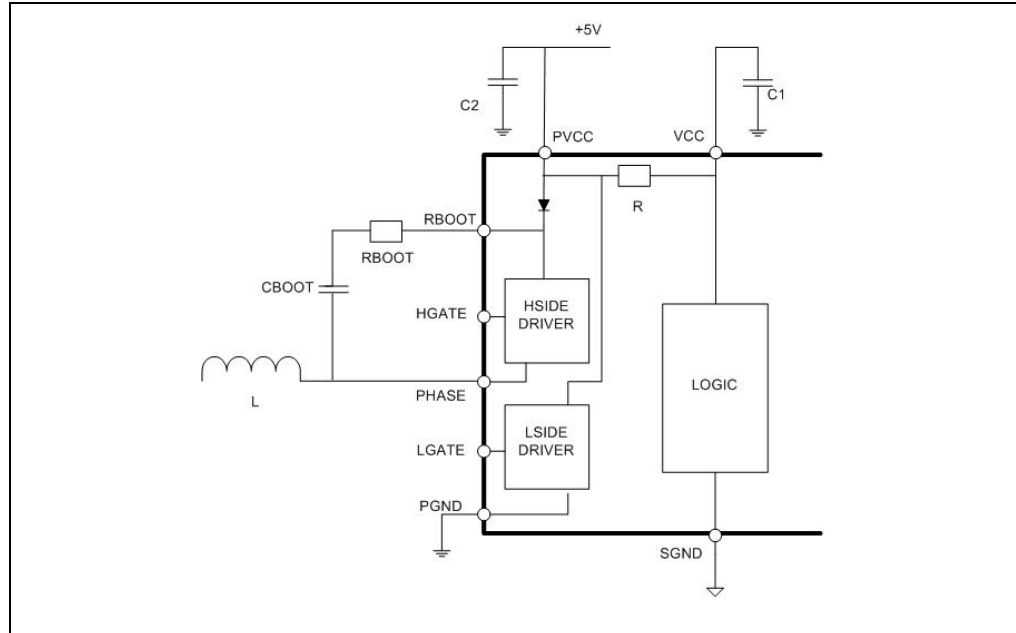 +5V
C2
C1
PVCC
VCC
R
RBOOT
RBOOT
CBOOT
HGATE
HSIDE
DRIVER
LOGIC
PHASE
L
LSIDE
DRIVER
LGATE
PGND
SGND